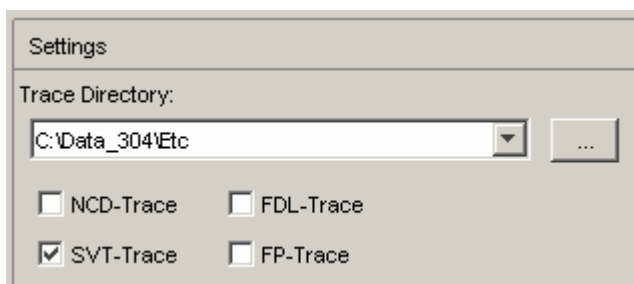 Settings
Trace Directory:
C:\Data_304\Etc ...
NCD-Trace FDL-Trace
SVT-Trace FP-Trace